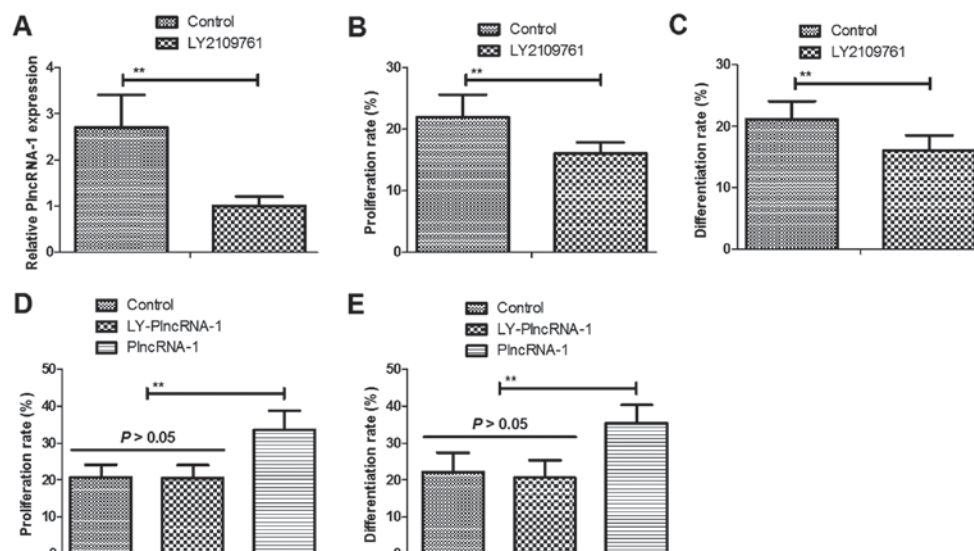 A
Control
LY2109761
Relative PlncRNA-1 expression
4
3
2
1
0
**
B
Control
LY2109761
Proliferation rate (%)
30
20
10
0
**
C
Control
LY2109761
Differentiation rate (%)
30
20
10
0
**
D
Control
LY-PlncRNA-1
PlncRNA-1
Proliferation rate (%)
50
40
30
20
10
0
P > 0.05
**
E
Control
LY-PlncRNA-1
PlncRNA-1
Differentiation rate (%)
50
40
30
20
10
0
P > 0.05
**